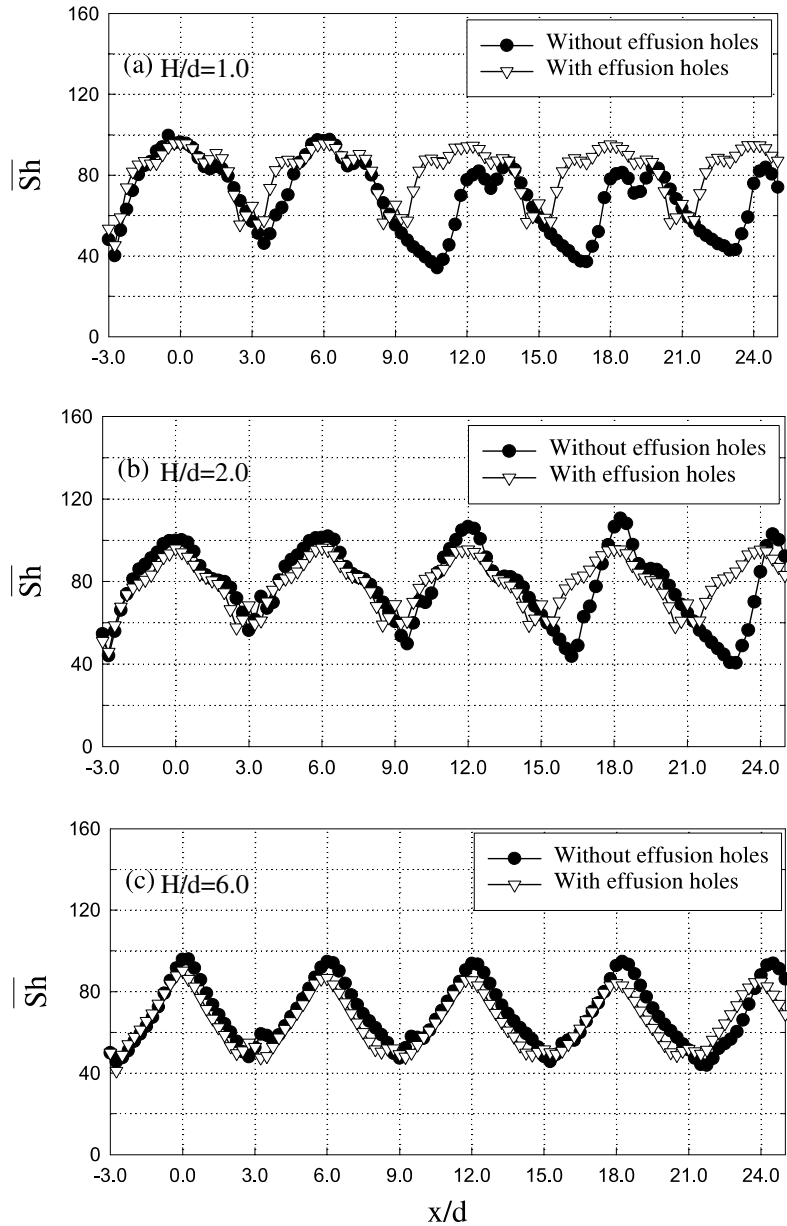 160
Without effusion holes
(a) H/d=1.0
With effusion holes
120
Sh
80
40
0
-3.0 0.0 3.0 6.0 9.0 12.0 15.0 18.0 21.0 24.0
160
Without effusion holes
(b) H/d=2.0
With effusion holes
120
Sh
80
40
0
-3.0 0.0 3.0 6.0 9.0 12.0 15.0 18.0 21.0 24.0
160
Without effusion holes
(c) H/d=6.0
With effusion holes
120
Sh
80
40
0
-3.0 0.0 3.0 6.0 9.0 12.0 15.0 18.0 21.0 24.0
x/d